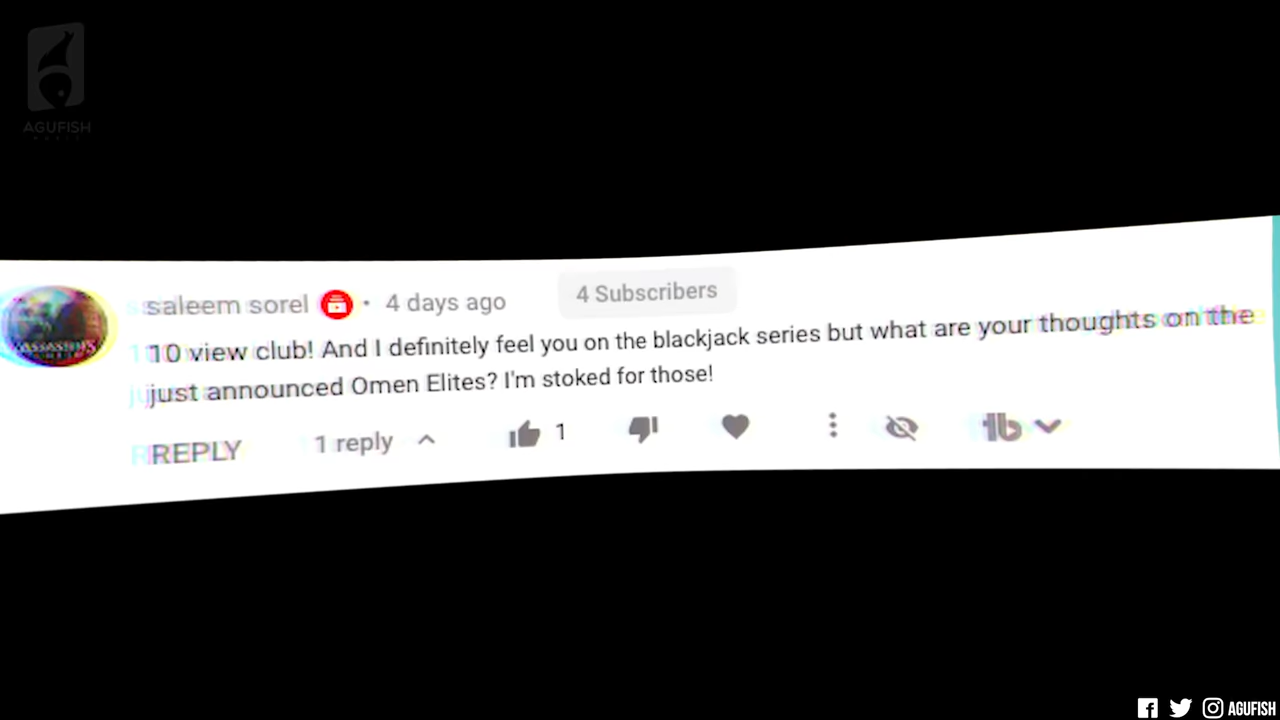 AGUFISH
saleem sorel • 4 days ago 4 Subscribers
10 view club! And I definitely feel you on the blackjack series but what are your thoughts on the
just announced Omen Elites? I'm stoked for those!
REPLY 1 reply 1
AGUFISH